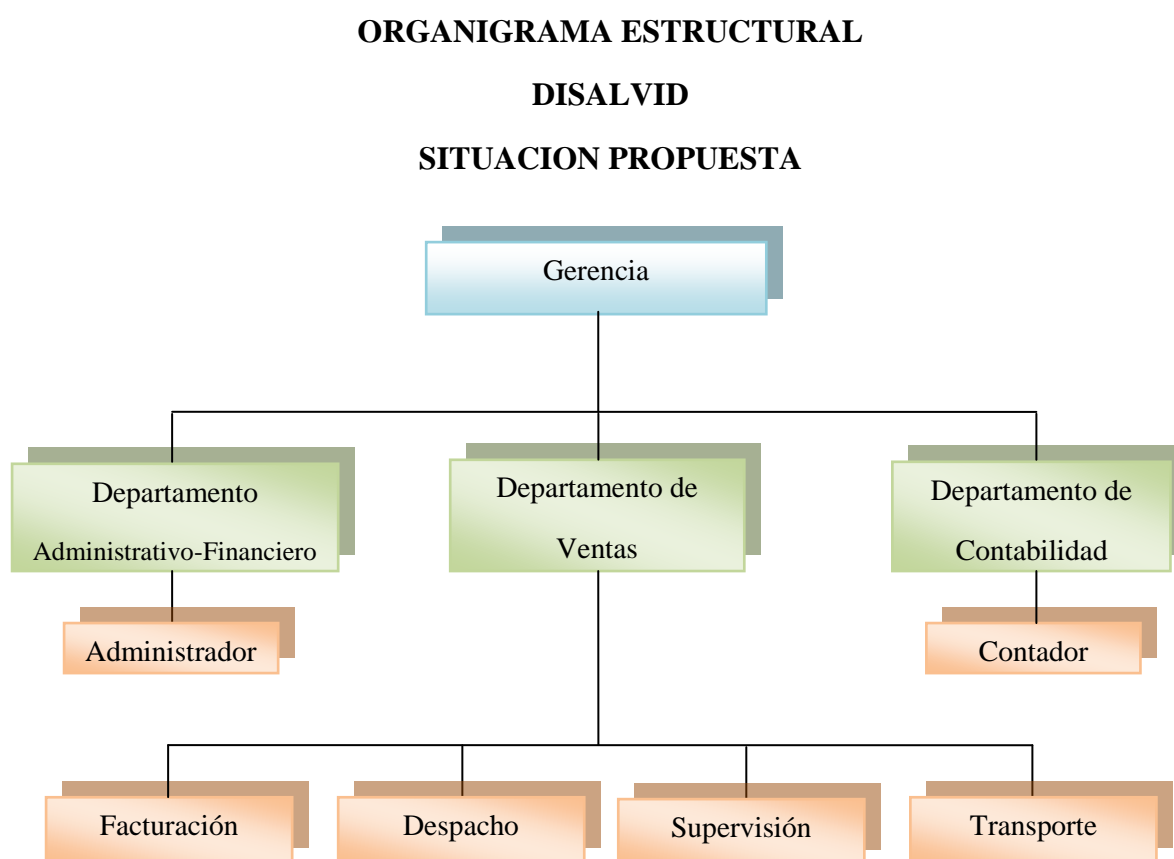 ORGANIGRAMA ESTRUCTURAL
DISALVID
SITUACION PROPUESTA
Gerencia
Departamento
Administrativo-Financiero
Departamento de
Ventas
Departamento de
Contabilidad
Administrador
Contador
Facturación
Despacho
Supervisión
Transporte